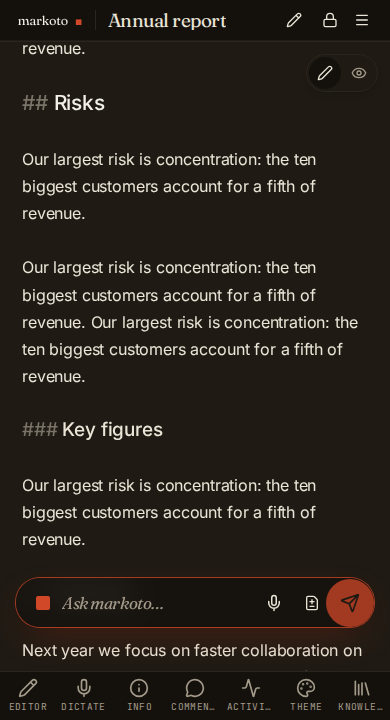 markoto
Annual report
revenue.
## Risks
Our largest risk is concentration: the ten
biggest customers account for a fifth of
revenue.
Our largest risk is concentration: the ten
biggest customers account for a fifth of
revenue. Our largest risk is concentration: the
ten biggest customers account for a fifth of
revenue.
### Key figures
Our largest risk is concentration: the ten
biggest customers account for a fifth of
revenue.
Ask markoto...
Next year we focus on faster collaboration on
EDITOR DICTATE INFO COMMEN… ACTIVI… THEME KNOWLE…